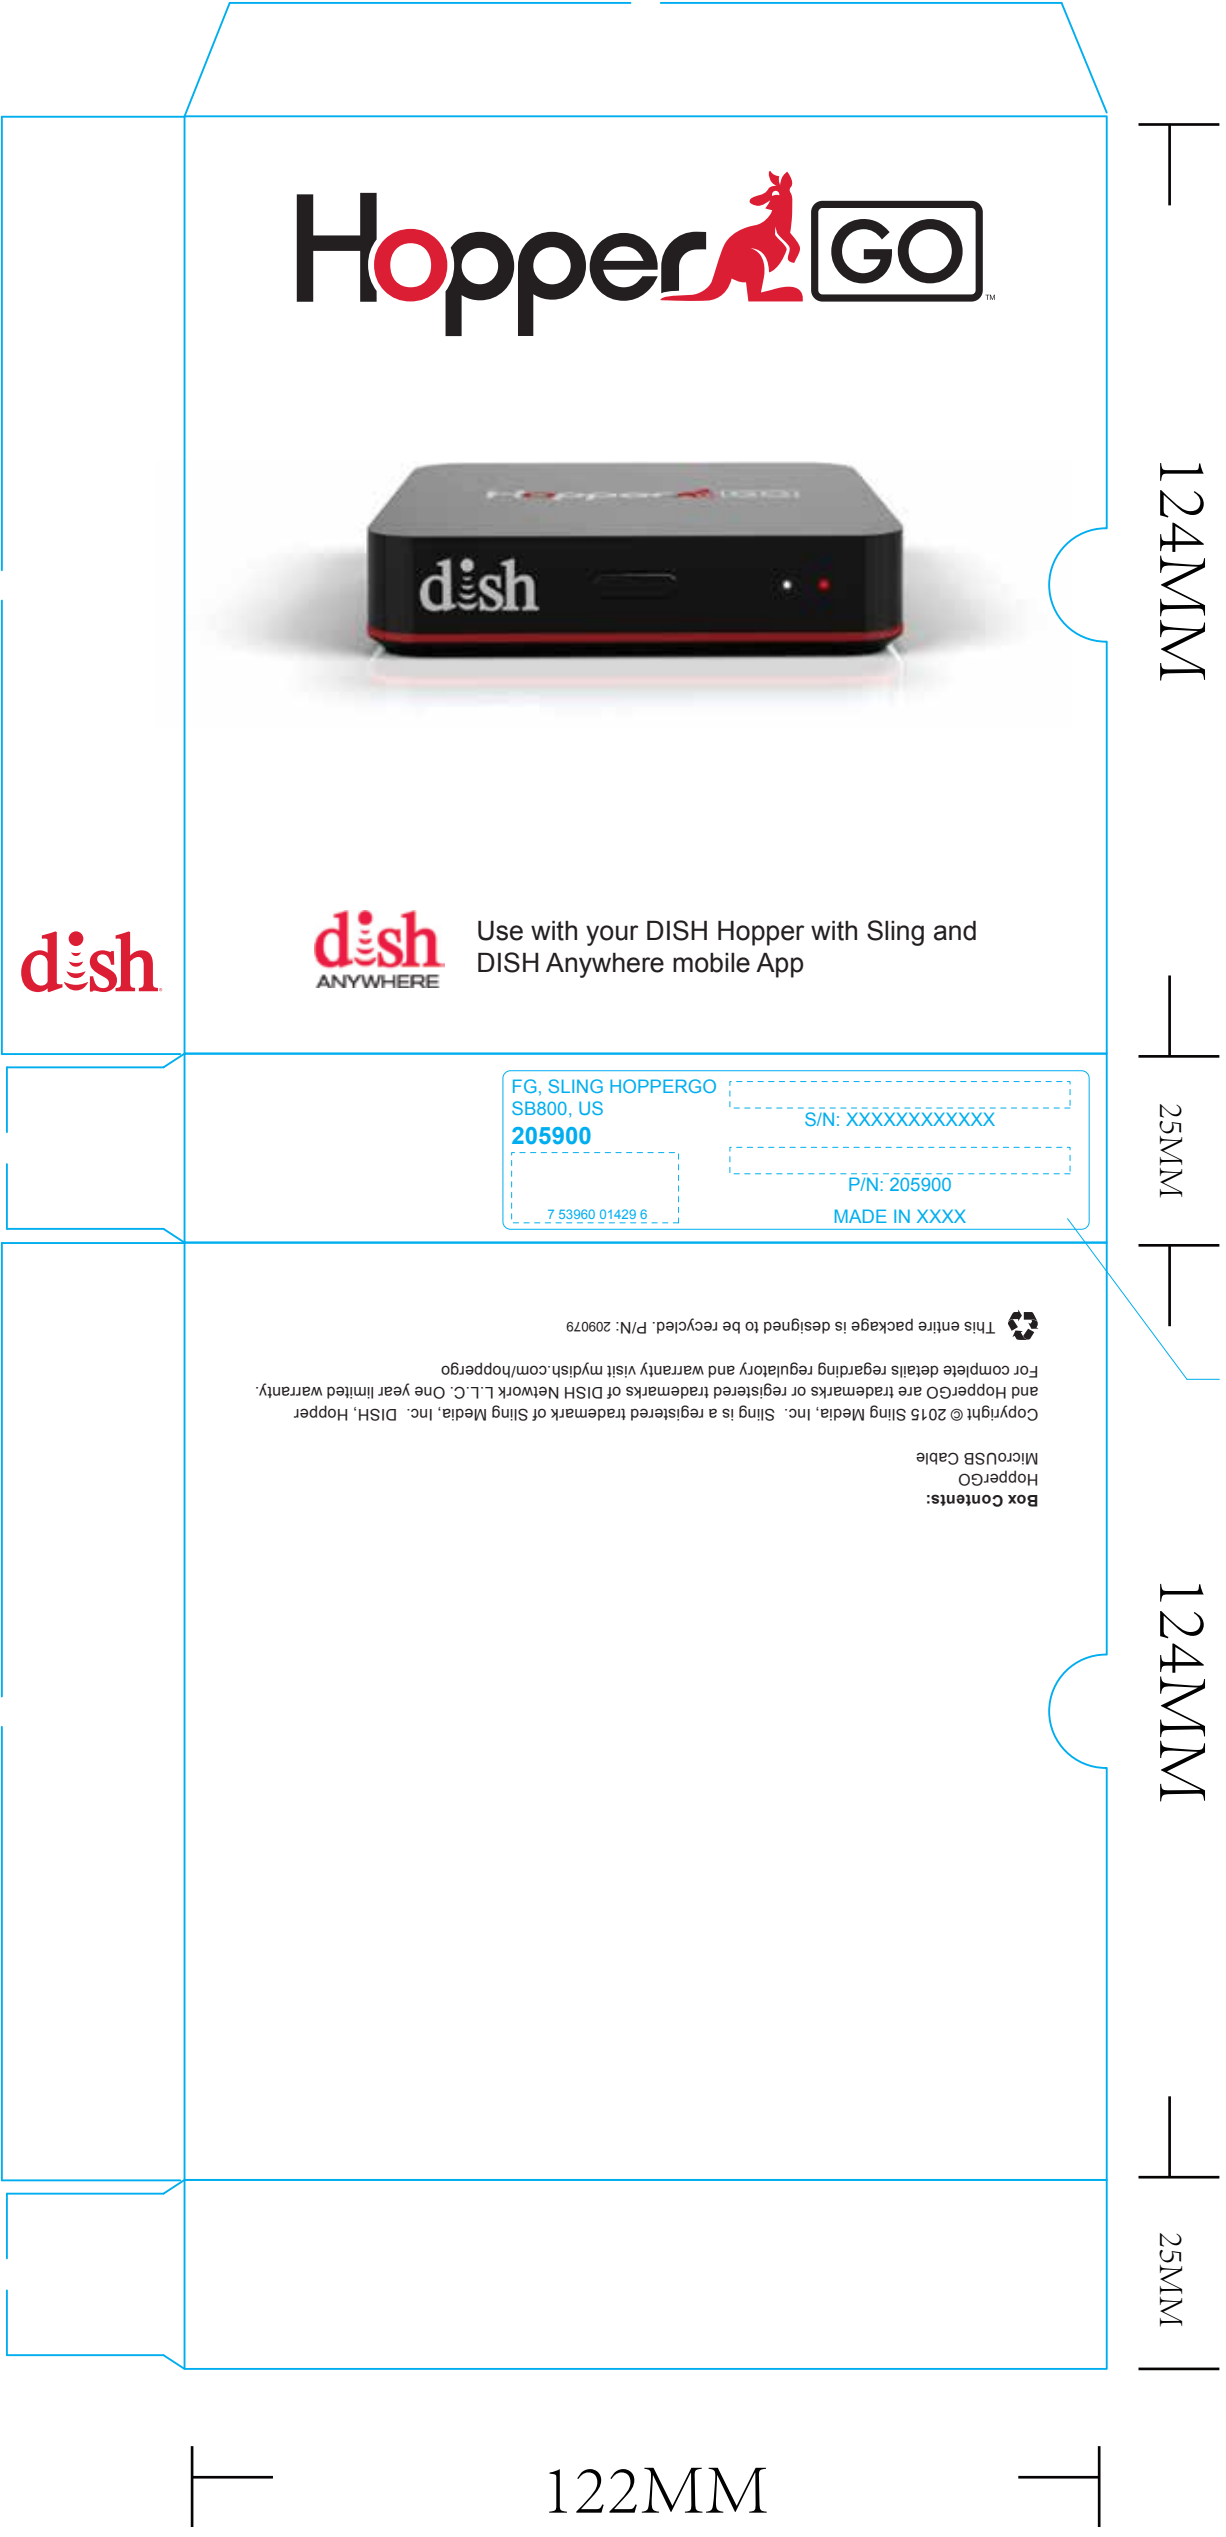 Hopper GO ™
Hopper GO
dish
dish
dish
ANYWHERE
Use with your DISH Hopper with Sling and
DISH Anywhere mobile App
FG, SLING HOPPERGO
SB800, US
205900
7 53960 01429 6
S/N: XXXXXXXXXXXX
P/N: 205900
MADE IN XXXX
Box Contents:
HopperGO
MicroUSB Cable
Copyright © 2015 Sling Media, Inc.  Sling is a registered trademark of Sling Media, Inc.  DISH, Hopper
and HopperGO are trademarks or registered trademarks of DISH Network L.L.C. One year limited warranty.
For complete details regarding regulatory and warranty visit mydish.com/hoppergo
This entire package is designed to be recycled. P/N: 209079
124MM
25MM
124MM
25MM
122MM